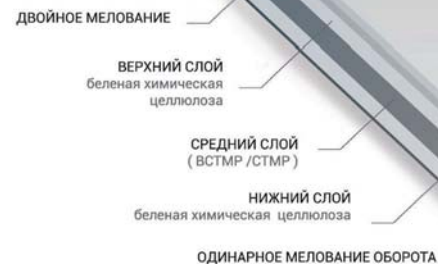 ДВОЙНОЕ МЕЛОВАНИЕ
ВЕРХНИЙ СЛОЙ
беленая химическая
целлюлоза
СРЕДНИЙ СЛОЙ
( BCTMP /CTMP )
НИЖНИЙ СЛОЙ
беленая химическая целлюлоза
ОДИНАРНОЕ МЕЛОВАНИЕ ОБОРОТА